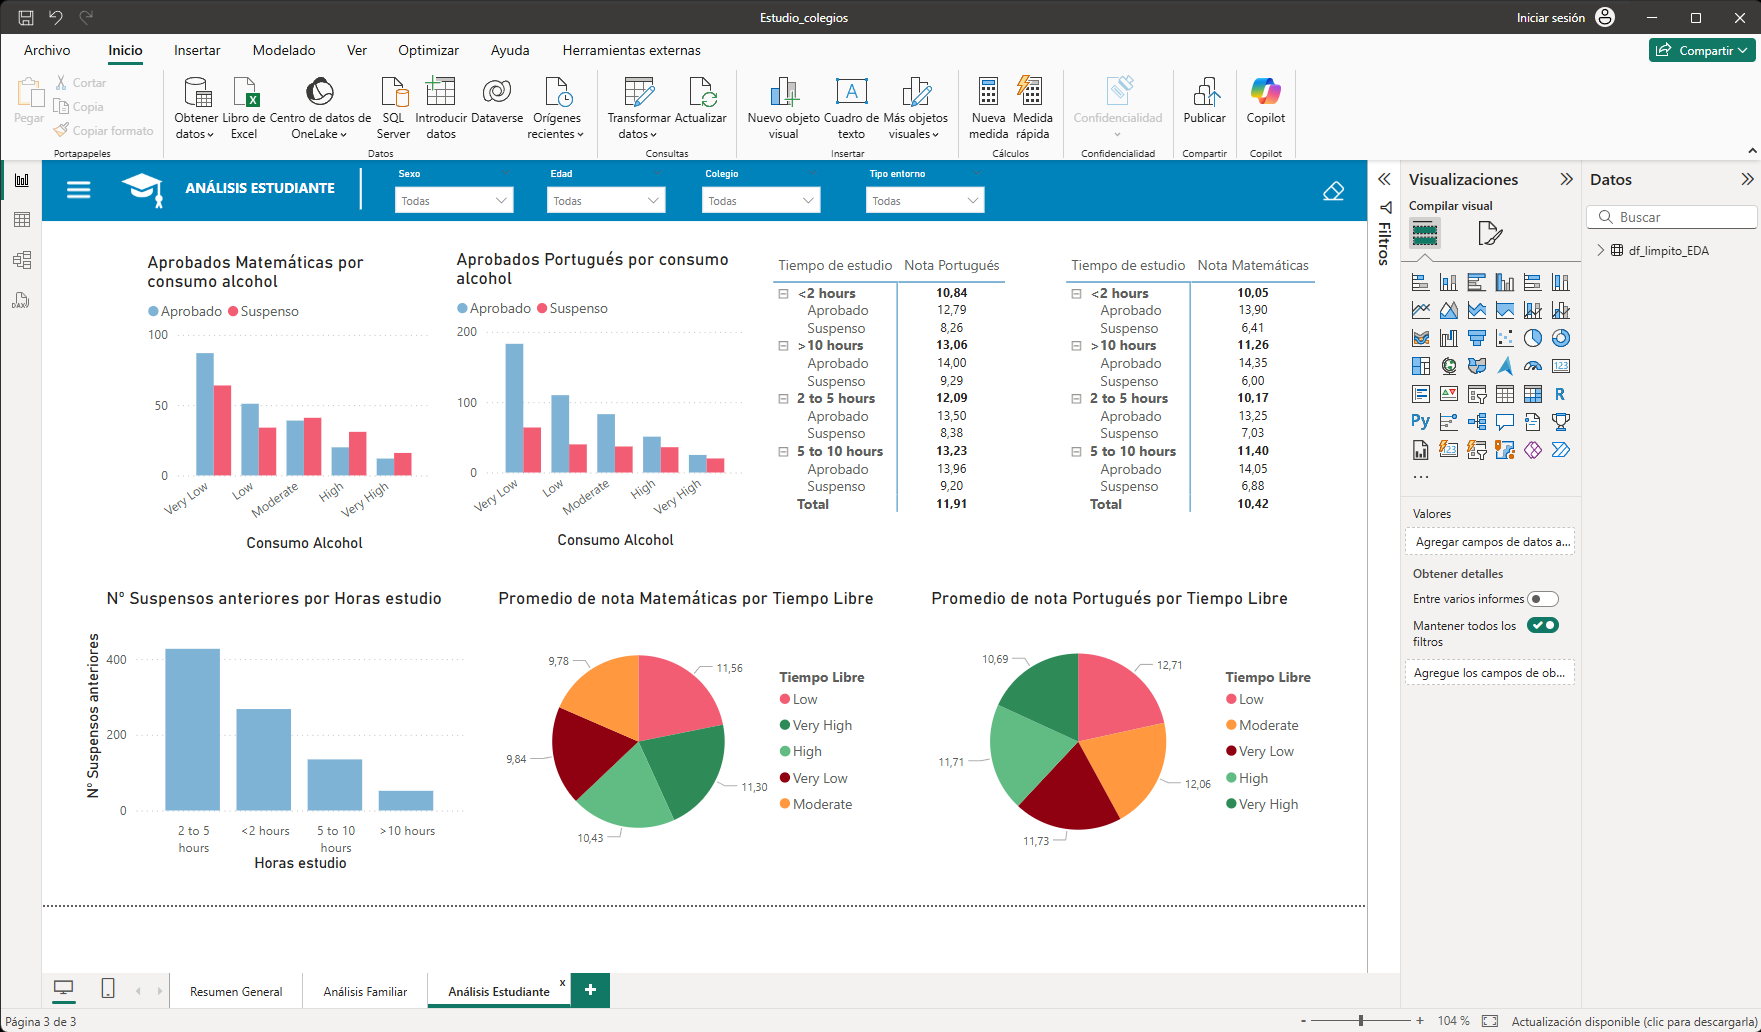 Estudio_colegios
Iniciar sesión
Archivo
Inicio
Insertar
Modelado
Ver
Optimizar
Ayuda
Herramientas externas
Compartir
Pegar
Cortar
Copia
Copiar formato
Portapapeles
Obtener datos
Libro de Excel
Centro de datos de OneLake
SQL Server
Introducir datos
Dataverse
Orígenes recientes
Datos
Transformar datos
Actualizar
Consultas
Nuevo objeto visual
Cuadro de texto
Más objetos visuales
Insertar
Nueva medida
Medida rápida
Cálculos
Confidencialidad
Confidencialidad
Publicar
Compartir
Copilot
Copilot
ANÁLISIS ESTUDIANTE
Sexo
Todas
Edad
Todas
Colegio
Todas
Tipo entorno
Todas
Aprobados Matemáticas por
consumo alcohol
Aprobado Suspenso
100
50
0
Very Low
Low
Moderate
High
Very High
Consumo Alcohol
Aprobados Portugués por consumo
alcohol
Aprobado Suspenso
200
100
0
Very Low
Low
Moderate
High
Very High
Consumo Alcohol
Tiempo de estudio Nota Portugués
<2 hours 10,84
Aprobado 12,79
Suspenso 8,26
>10 hours 13,06
Aprobado 14,00
Suspenso 9,29
2 to 5 hours 12,09
Aprobado 13,50
Suspenso 8,38
5 to 10 hours 13,23
Aprobado 13,96
Suspenso 9,20
Total 11,91
Tiempo de estudio Nota Matemáticas
<2 hours 10,05
Aprobado 13,90
Suspenso 6,41
>10 hours 11,26
Aprobado 14,35
Suspenso 6,00
2 to 5 hours 10,17
Aprobado 13,25
Suspenso 7,03
5 to 10 hours 11,40
Aprobado 14,05
Suspenso 6,88
Total 10,42
Nº Suspensos anteriores por Horas estudio
Nº Suspensos anteriores
400
200
0
2 to 5
hours
<2 hours
5 to 10
hours
>10 hours
Horas estudio
Promedio de nota Matemáticas por Tiempo Libre
9,78
11,56
9,84
11,30
10,43
Tiempo Libre
Low
Very High
High
Very Low
Moderate
Promedio de nota Portugués por Tiempo Libre
10,69
12,71
11,71
12,06
11,73
Tiempo Libre
Low
Moderate
Very Low
High
Very High
Filtros
Visualizaciones
Compilar visual
123
R
Py
123
...
Valores
Agregar campos de datos a...
Obtener detalles
Entre varios informes
Mantener todos los
filtros
Agregue los campos de ob...
Datos
Buscar
df_limpito_EDA
Resumen General
Análisis Familiar
Análisis Estudiante
x
+
Página 3 de 3
- + 104 %
Actualización disponible (clic para descargarla)